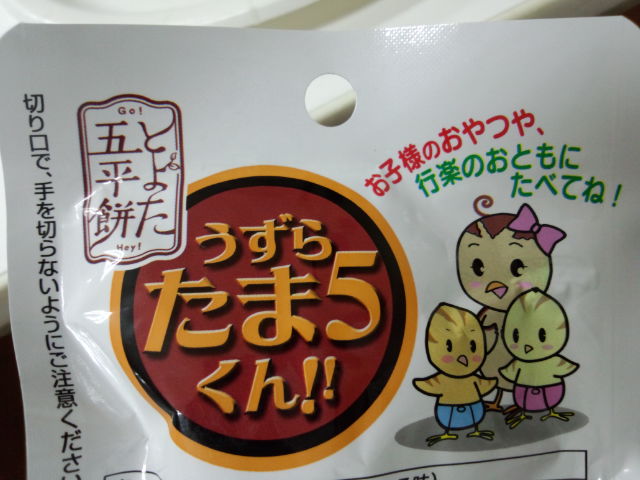 Go!
とよた
五平餅
Hey!
切り口で、手を切らないようにご注意ください
お子様のおやつや、
行楽のおともに
たべてね!
うずら
たま5
くん!!